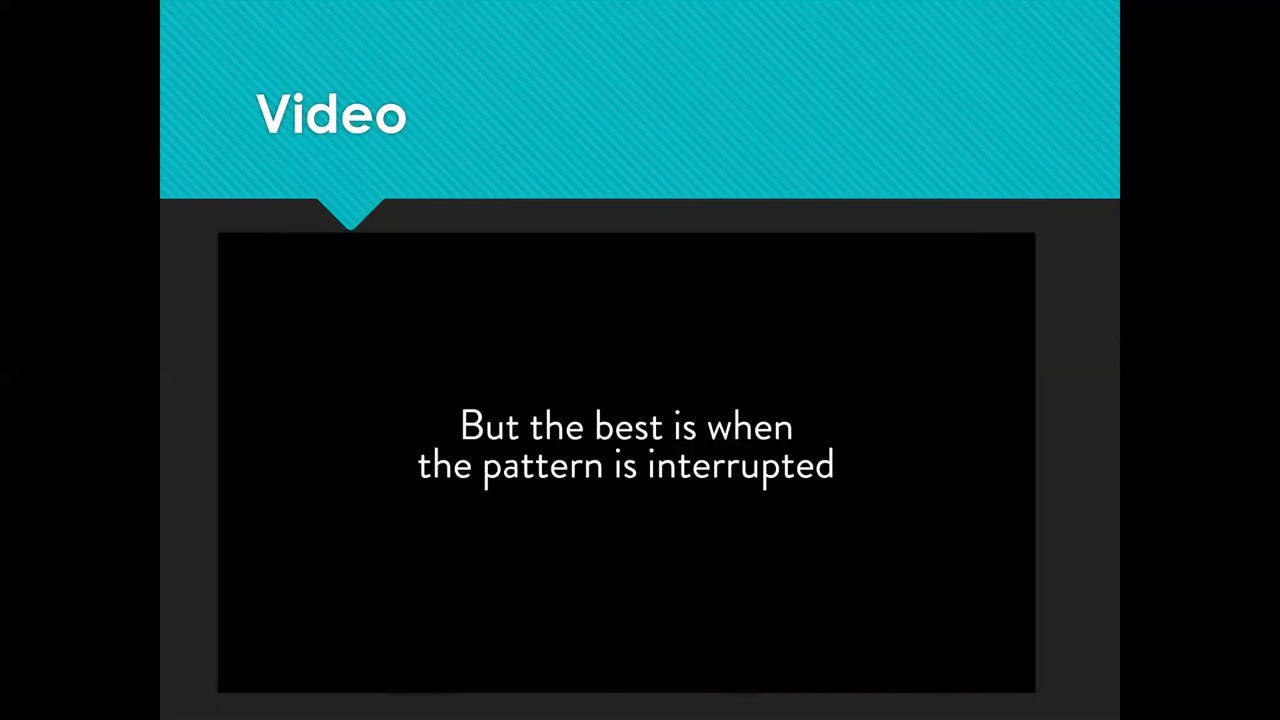 Video
But the best is when
the pattern is interrupted